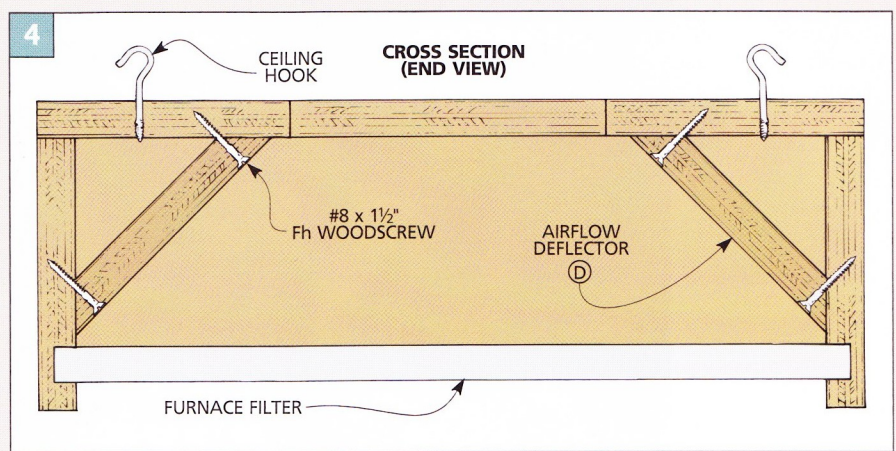 4
CEILING
HOOK
CROSS SECTION
(END VIEW)
#8 x 1½"
Fh WOODSCREW
AIRFLOW
DEFLECTOR
D
FURNACE FILTER